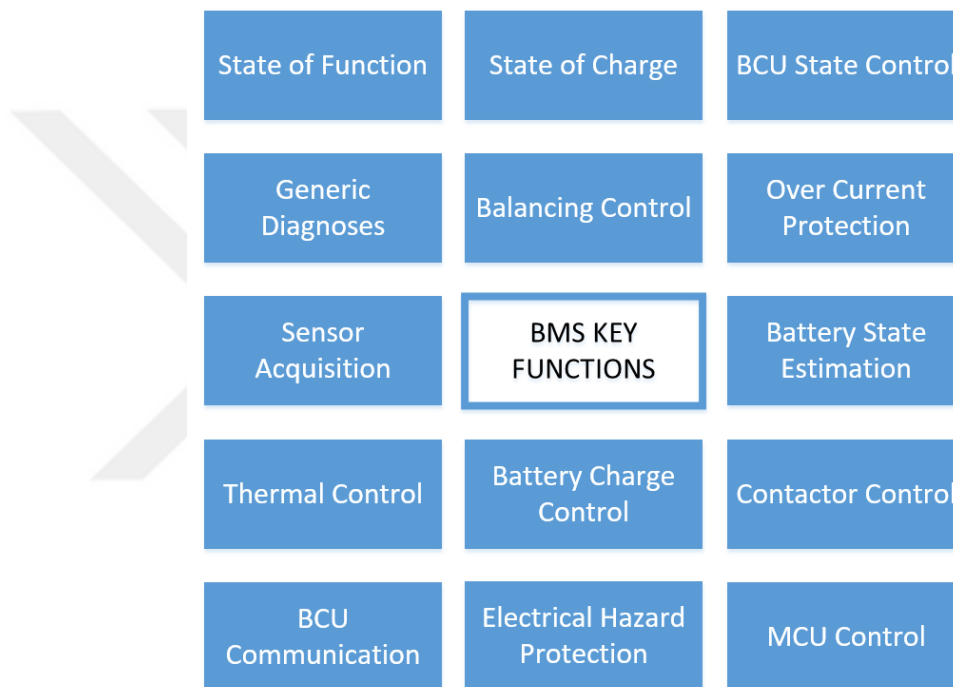 State of Function
State of Charge
BCU State Control
Generic
Diagnoses
Balancing Control
Over Current
Protection
Sensor
Acquisition
BMS KEY
FUNCTIONS
Battery State
Estimation
Thermal Control
Battery Charge
Control
Contactor Control
BCU
Communication
Electrical Hazard
Protection
MCU Control